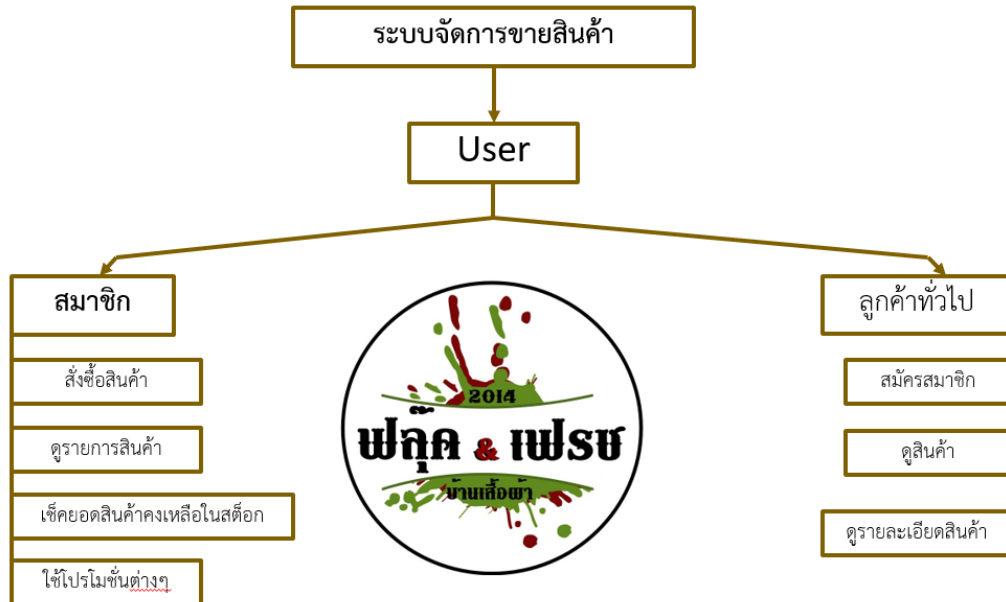 ระบบจัดการขายสินค้า
User
สมาชิก
สั่งซื้อสินค้า
ดูรายการสินค้า
เช็คยอดสินค้าคงเหลือในสต็อก
ใช้โปรโมชั่นต่างๆ
2014
ฟลุ๊ค & เฟรช
บ้านเสื้อผ้า
ลูกค้าทั่วไป
สมัครสมาชิก
ดูสินค้า
ดูรายละเอียดสินค้า